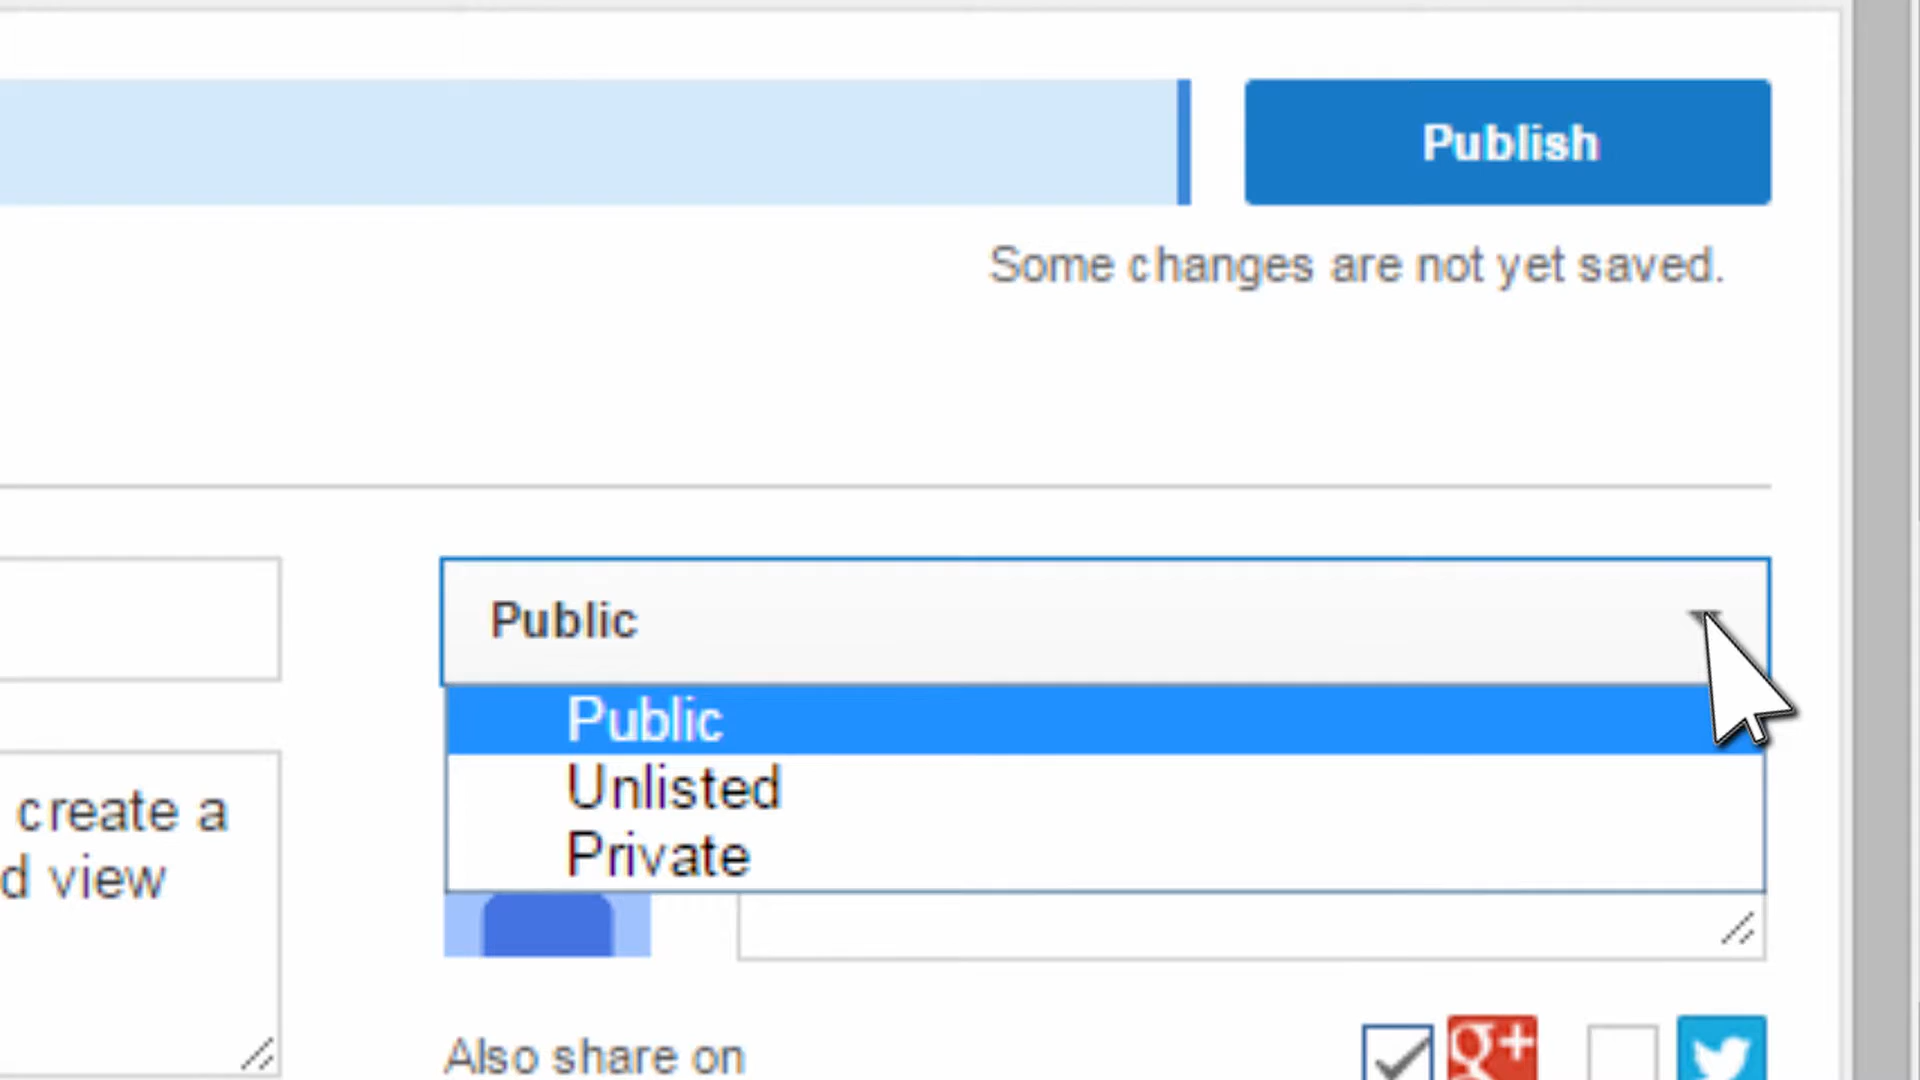 Publish
Some changes are not yet saved.
Public
Public
Unlisted
Private
create a
d view
Also share on
g+